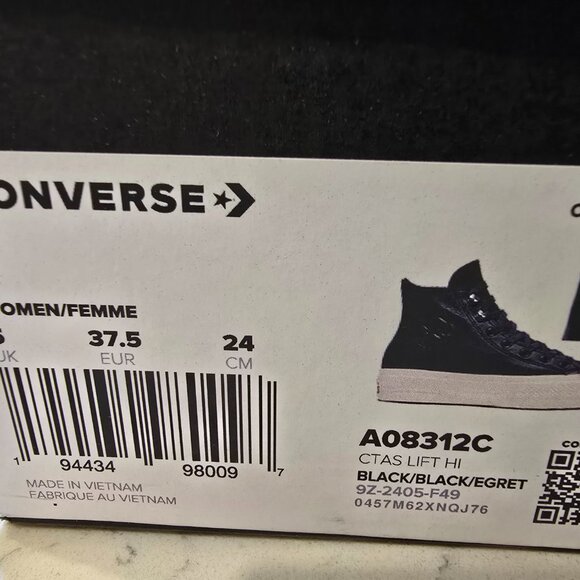 ONVERSE
OMEN/FEMME
37.5 24
UK EUR CM
1 94434 98009 7
MADE IN VIETNAM
FABRIQUE AU VIETNAM
A08312C
CTAS LIFT HI
BLACK/BLACK/EGRET
9Z-2405-F49
0457M62XNQJ76
CO